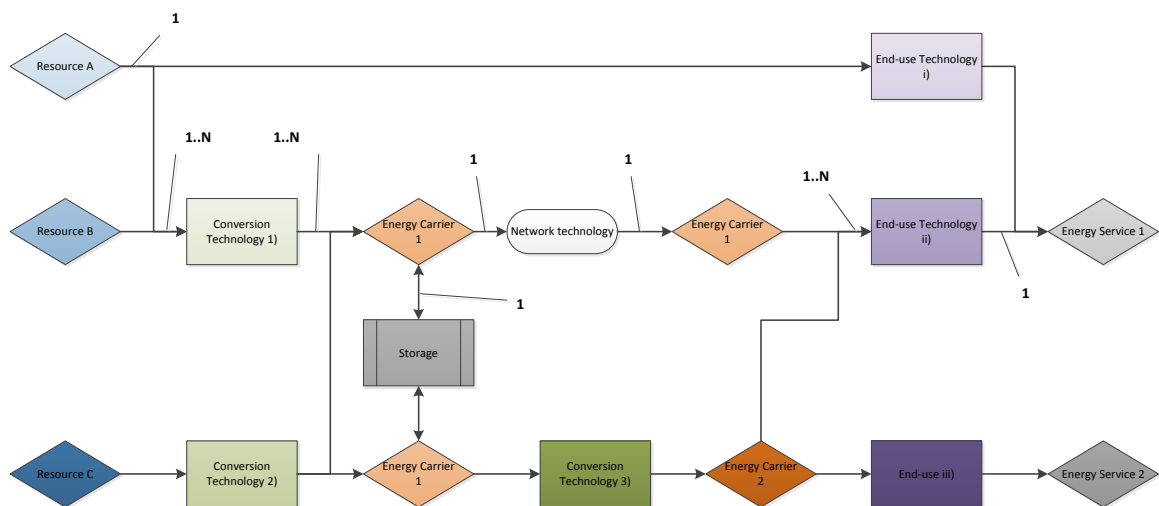 1
Resource A
End-use Technology
i)
1..N
1..N
1
1
1..N
Resource B
Conversion
Technology 1)
Energy Carrier
1
Network technology
Energy Carrier
1
End-use Technology
ii)
Energy Service 1
1
1
Storage
Resource C
Conversion
Technology 2)
Energy Carrier
1
Conversion
Technology 3)
Energy Carrier
2
End-use iii)
Energy Service 2